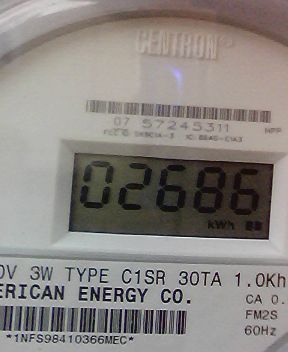 CENTRON
07 57245311
02686
kWh
0V 3W TYPE C1SR 30TA 1.0Kh
ERICAN ENERGY CO. CA 0.
FM2S
60Hz
*1NFS98410366MEC*